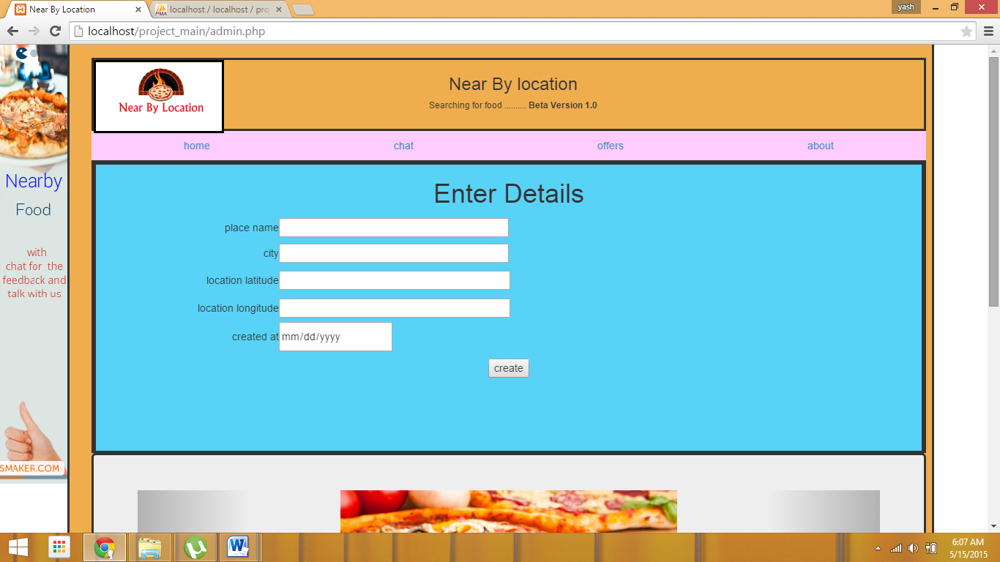 Near By Location
localhost / localhost / pro
yash
localhost/project_main/admin.php
Near By Location
Near By location
Searching for food .......... Beta Version 1.0
home
chat
offers
about
Nearby
Food
with
chat for the
feedback and
talk with us
5MAKER.COM
Enter Details
place name
city
location latitude
location longitude
created at mm/dd/yyyy
create
6:07 AM
5/15/2015